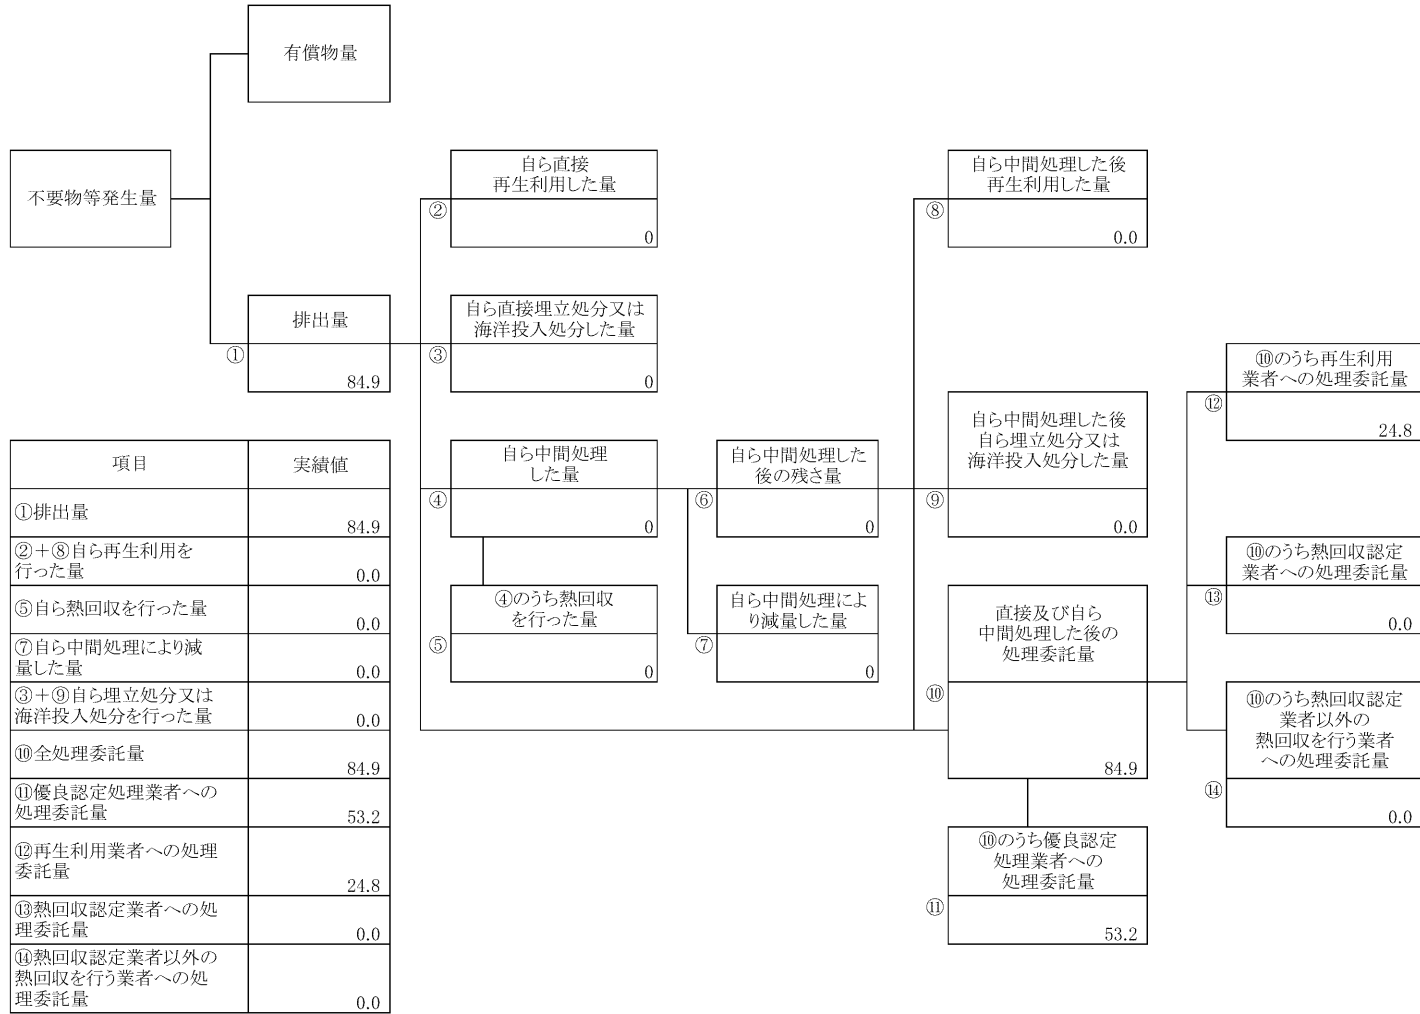 有償物量
不要物等発生量
自ら直接
再生利用した量
②
0
自ら中間処理した後
再生利用した量
⑧
0.0
排出量
①
84.9
自ら直接埋立処分又は
海洋投入処分した量
③
0
⑩のうち再生利用
業者への処理委託量
⑫
24.8
自ら中間処理
した量
④
0
自ら中間処理した
後の残さ量
⑥
0
自ら中間処理した後
自ら埋立処分又は
海洋投入処分した量
⑨
0.0
⑩のうち熱回収認定
業者への処理委託量
⑬
0.0
④のうち熱回収
を行った量
⑤
0
自ら中間処理によ
り減量した量
⑦
0
直接及び自ら
中間処理した後の
処理委託量
⑩
84.9
⑩のうち熱回収認定
業者以外の
熱回収を行う業者
への処理委託量
⑭
0.0
⑩のうち優良認定
処理業者への
処理委託量
⑪
53.2
項目
実績値
①排出量
84.9
②＋⑧自ら再生利用を
行った量
0.0
⑤自ら熱回収を行った量
0.0
⑦自ら中間処理により減
量した量
0.0
③＋⑨自ら埋立処分又は
海洋投入処分を行った量
0.0
⑩全処理委託量
84.9
⑪優良認定処理業者への
処理委託量
53.2
⑫再生利用業者への処理
委託量
24.8
⑬熱回収認定業者への処
理委託量
0.0
⑭熱回収認定業者以外の
熱回収を行う業者への処
理委託量
0.0